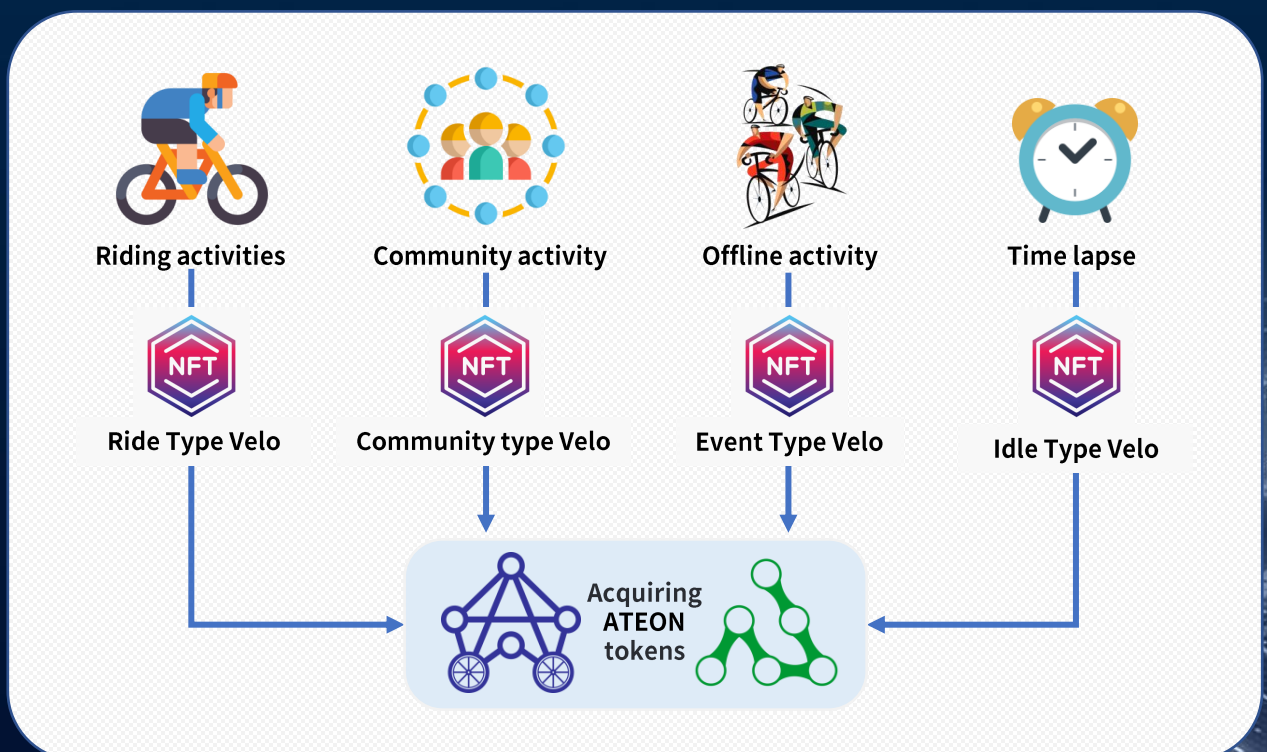 Riding activities
Community activity
Offline activity
Time lapse
NFT
NFT
NFT
NFT
Ride Type Velo
Community type Velo
Event Type Velo
Idle Type Velo
Acquiring
ATEON
tokens